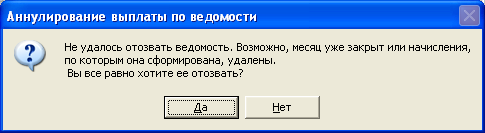 Аннулирование выплаты по ведомости
Не удалось отозвать ведомость. Возможно, месяц уже закрыт или начисления,
по которым она сформирована, удалены.
Вы все равно хотите ее отозвать?
Да
Нет